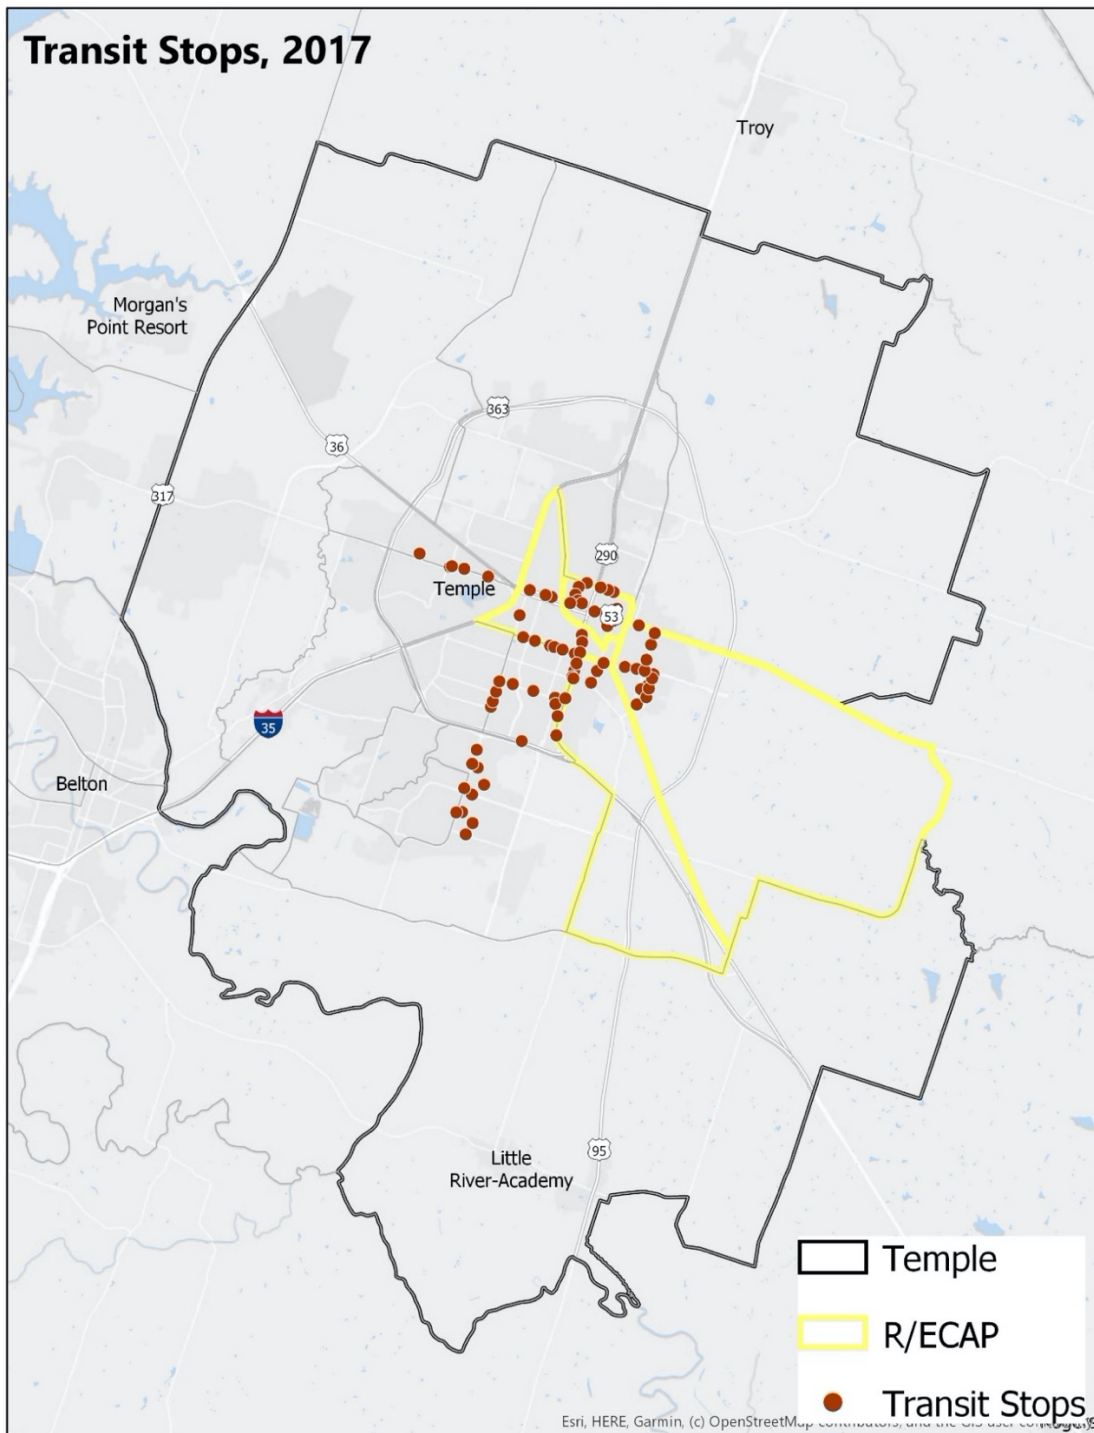 Transit Stops, 2017
Troy
Morgan's
Point Resort
363
36
317
290
Temple
53
35
Belton
95
Little
River-Academy
Temple
R/ECAP
Transit Stops
Esri, HERE, Garmin, (c) OpenStreetMap contributors, and the GIS user